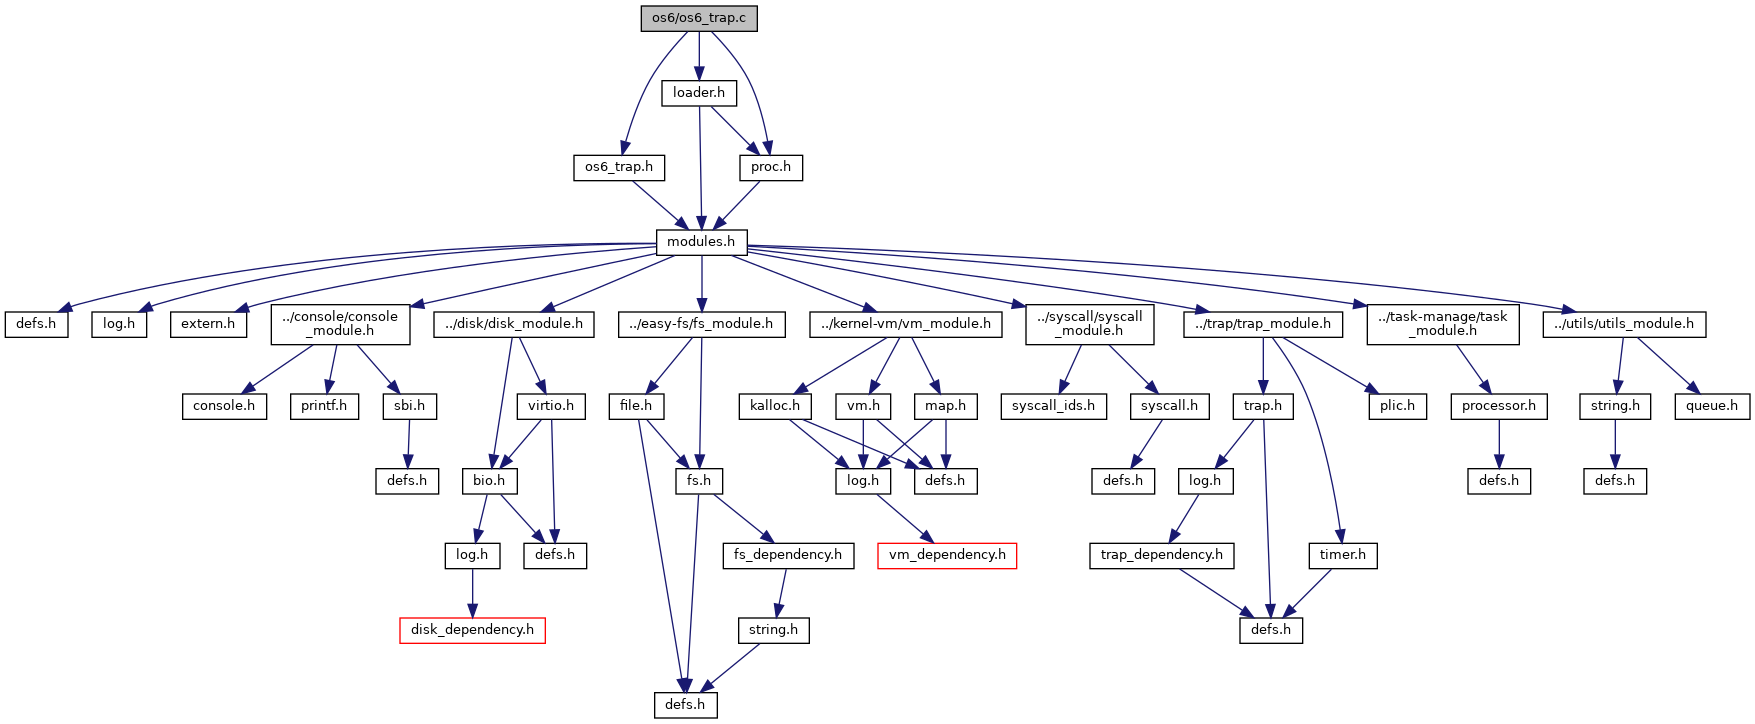 os6/os6_trap.c
loader.h
os6_trap.h
proc.h
modules.h
defs.h
log.h
extern.h
../console/console
_module.h
../disk/disk_module.h
../easy-fs/fs_module.h
../kernel-vm/vm_module.h
../syscall/syscall
_module.h
../trap/trap_module.h
../task-manage/task
_module.h
../utils/utils_module.h
console.h
printf.h
sbi.h
virtio.h
file.h
kalloc.h
vm.h
map.h
syscall_ids.h
syscall.h
trap.h
plic.h
processor.h
string.h
queue.h
defs.h
bio.h
fs.h
log.h
defs.h
defs.h
log.h
defs.h
defs.h
log.h
defs.h
fs_dependency.h
vm_dependency.h
trap_dependency.h
timer.h
disk_dependency.h
string.h
defs.h
defs.h